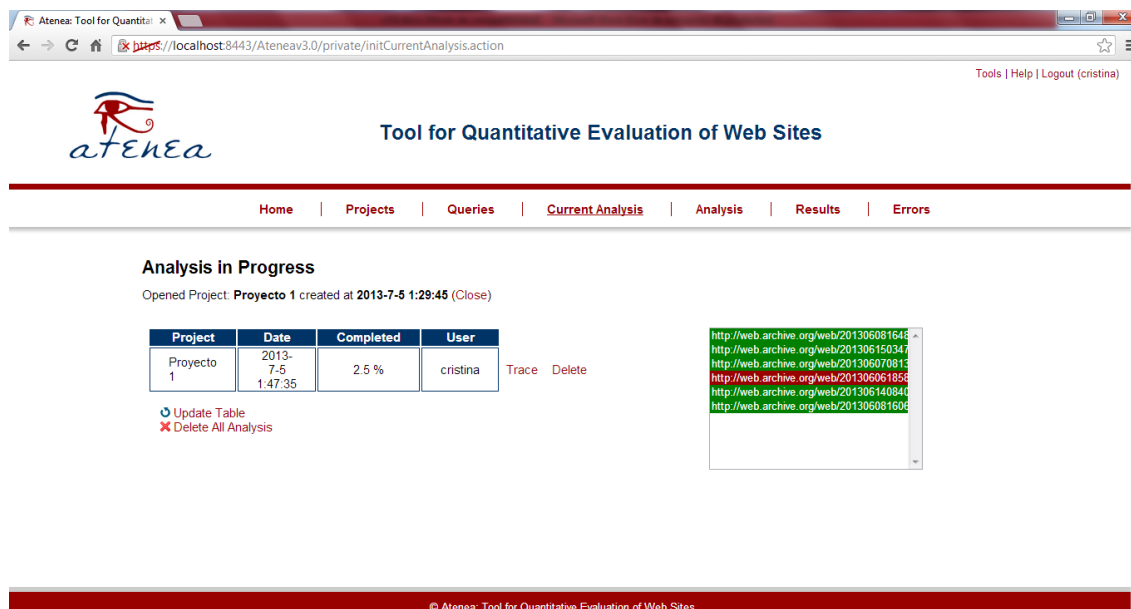 Atenea: Tool for Quantitat
https://localhost:8443/Ateneav3.0/private/initCurrentAnalysis.action
Tools | Help | Logout (cristina)
atenea
Tool for Quantitative Evaluation of Web Sites
Home | Projects | Queries | Current Analysis | Analysis | Results | Errors
Analysis in Progress
Opened Project: Proyecto 1 created at 2013-7-5 1:29:45 (Close)
Project Date Completed User
Proyecto 1 2013-7-5 1:47:35 2.5 % cristina Trace Delete
Update Table
Delete All Analysis
http://web.archive.org/web/201306081648
http://web.archive.org/web/201306150347
http://web.archive.org/web/201306070813
http://web.archive.org/web/201306061858
http://web.archive.org/web/201306140840
http://web.archive.org/web/201306081606
© Atenea: Tool for Quantitative Evaluation of Web Sites